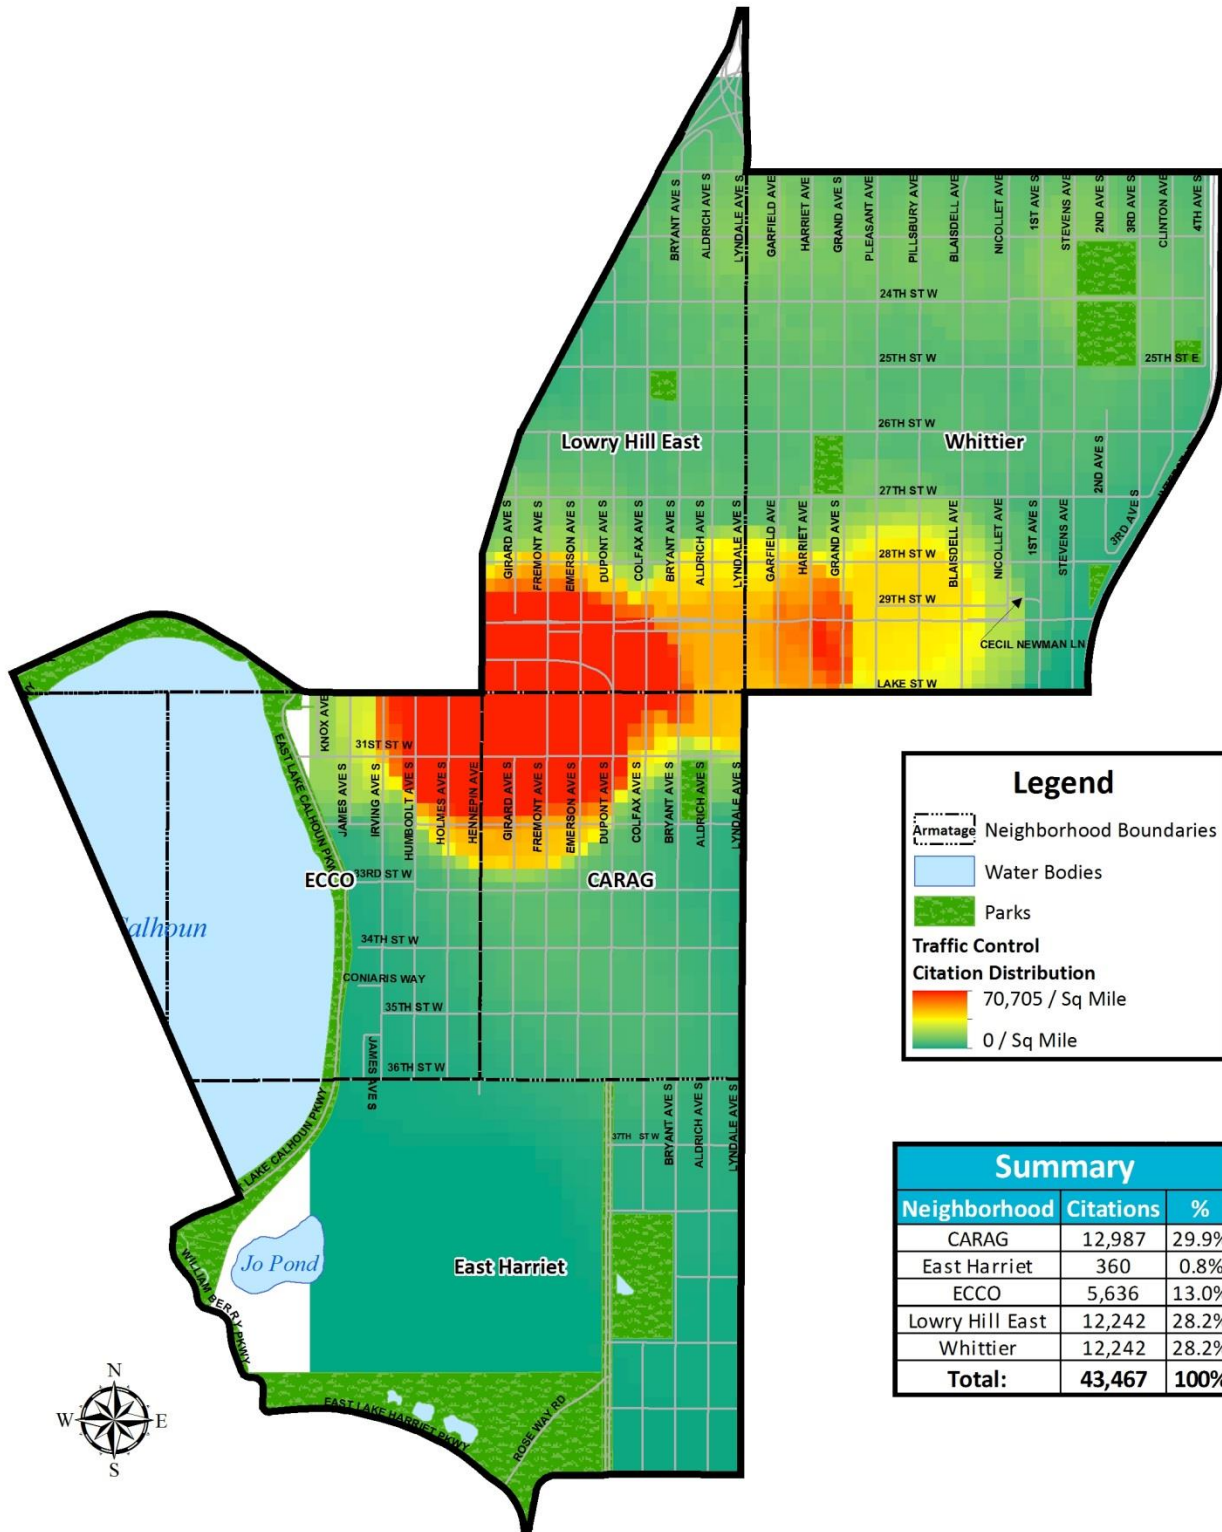 BRYANT AVE S
ALDRICH AVE S
LYNDALE AVE S
GARFIELD AVE
HARRIET AVE
GRAND AVE S
PLEASANT AVE
PILLSBURY AVE
BLAISDELL AVE
NICOLLET AVE
1ST AVE S
STEVENS AVE
2ND AVE S
3RD AVE S
CLINTON AVE
4TH AVE S
24TH ST W
25TH ST W
25TH ST E
26TH ST W
Lowry Hill East
Whittier
2ND AVE S
27TH ST W
3RD AVE S
GIRARD AVE S
FREMONT AVE S
EMERSON AVE S
DUPONT AVE S
COLFAX AVE S
BRYANT AVE S
ALDRICH AVE S
LYNDALE AVE S
GARFIELD AVE
HARRIET AVE
GRAND AVE S
28TH ST W
BLAISDELL AVE
NICOLLET AVE
1ST AVE S
STEVENS AVE
29TH ST W
CECIL NEWMAN LN
LAKE ST W
KNOX AVE
EAST LAKE CALHOUN PKW
31ST ST W
JAMES AVE S
IRVING AVE S
HUMBODLT AVE S
HOLMES AVE S
HENNEPIN AVE
GIRARD AVE S
FREMONT AVE S
EMERSON AVE S
DUPONT AVE S
COLFAX AVE S
BRYANT AVE S
ALDRICH AVE S
LYNDALE AVE S
33RD ST W
ECCO
CARAG
alhoun
34TH ST W
CONIARIS WAY
35TH ST W
JAMES AVE S
36TH ST W
T LAKE CALHOUN PKWY
BRYANT AVE S
ALDRICH AVE S
LYNDALE AVE S
37TH ST W
Jo Pond
East Harriet
WILLIAM BERRY PKWY
EAST LAKE HARRIET PKWY
ROSE WAY RD
N
W E
S
Legend
Armatage Neighborhood Boundaries
Water Bodies
Parks
Traffic Control
Citation Distribution
70,705 / Sq Mile
0 / Sq Mile
Summary
Neighborhood Citations %
CARAG 12,987 29.9%
East Harriet 360 0.8%
ECCO 5,636 13.0%
Lowry Hill East 12,242 28.2%
Whittier 12,242 28.2%
Total: 43,467 100%